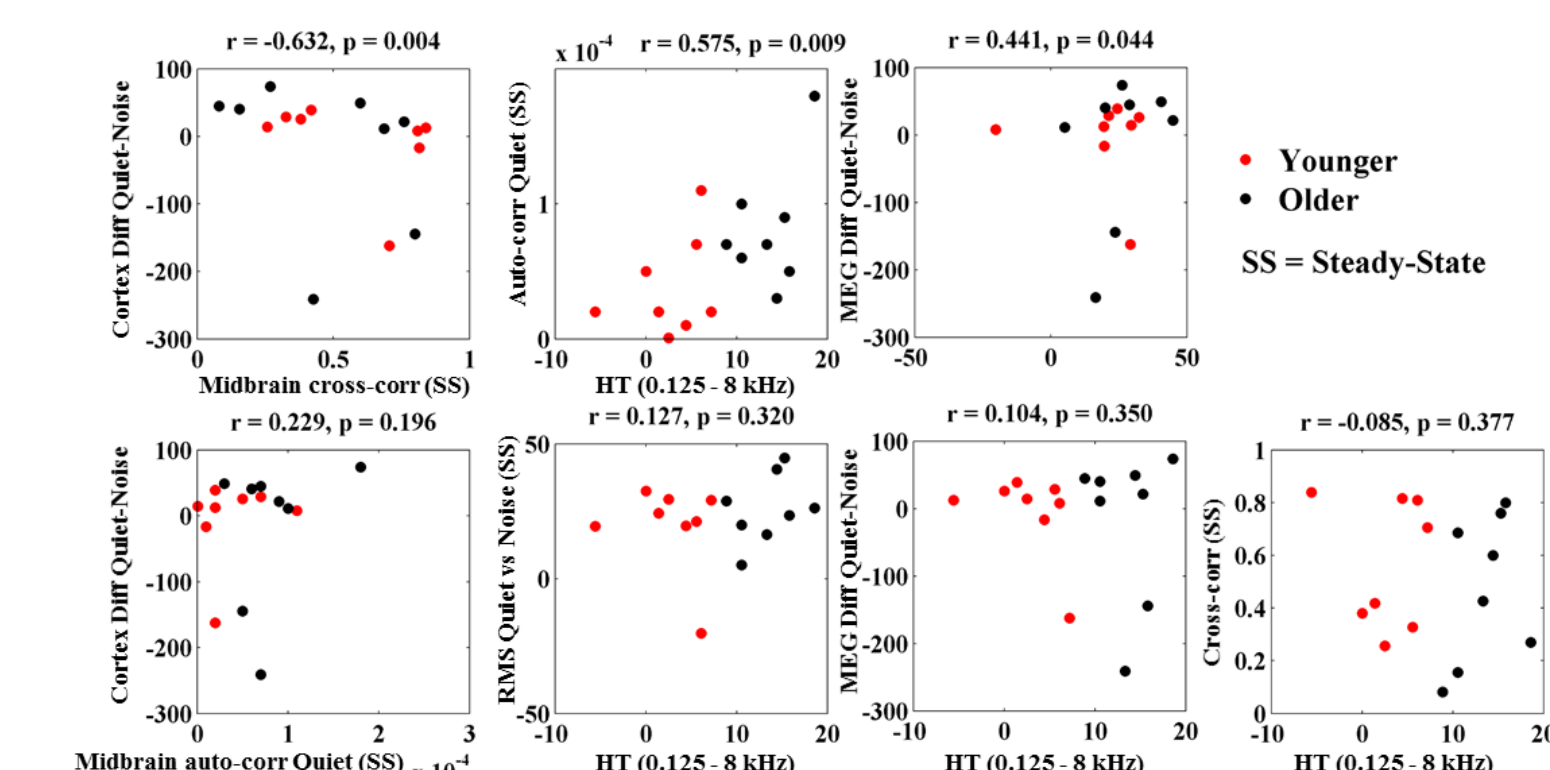 r = -0.632, p = 0.004
Cortex Diff Quiet-Noise
100
0
-100
-200
-300
0 0.5 1
Midbrain cross-corr (SS)
x 10-4 r = 0.575, p = 0.009
Auto-corr Quiet (SS)
1
0
-10 0 10 20
HT (0.125 - 8 kHz)
r = 0.441, p = 0.044
MEG Diff Quiet-Noise
100
0
-100
-200
-300
-50 0 50
Younger
Older
SS = Steady-State
r = 0.229, p = 0.196
Cortex Diff Quiet-Noise
100
0
-100
-200
-300
0 1 2 3
Midbrain auto-corr Quiet (SS) x 10-4
r = 0.127, p = 0.320
RMS Quiet vs Noise (SS)
50
0
-50
-10 0 10 20
HT (0.125 - 8 kHz)
r = 0.104, p = 0.350
MEG Diff Quiet-Noise
100
0
-100
-200
-300
-10 0 10 20
HT (0.125 - 8 kHz)
r = -0.085, p = 0.377
Cross-corr (SS)
1
0.8
0.6
0.4
0.2
0
-10 0 10 20
HT (0.125 - 8 kHz)